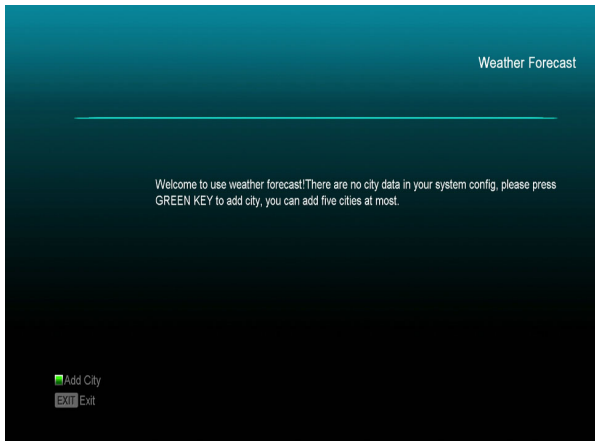 Weather Forecast
Welcome to use weather forecast!There are no city data in your system config, please press
GREEN KEY to add city, you can add five cities at most.
Add City
EXIT Exit